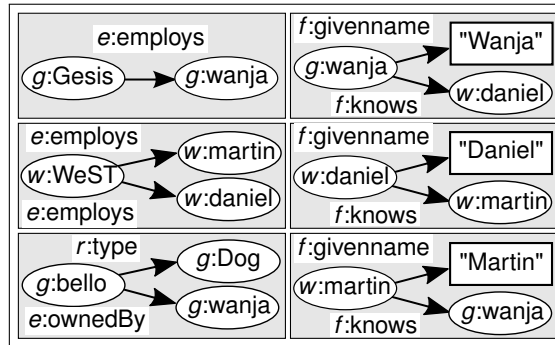 e:employs
g:Gesis g:wanja
f:givenname
g:wanja "Wanja"
f:knows w:daniel
e:employs
w:WeST w:martin
e:employs w:daniel
f:givenname
w:daniel "Daniel"
f:knows w:martin
r:type
g:bello g:Dog
e:ownedBy g:wanja
f:givenname
w:martin "Martin"
f:knows g:wanja